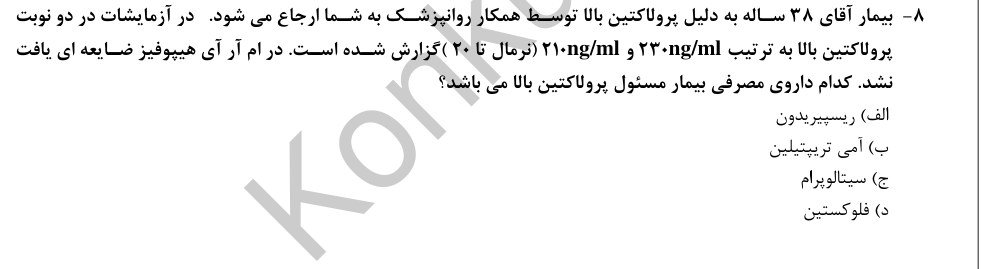 ۸- بیمار آقای ۳۸ ساله به دلیل پرولاکتین بالا توسط همکار روانپزشک به شما ارجاع می شود. در آزمایشات در دو نوبت
پرولاکتین بالا به ترتیب ۲۳۰ng/ml و ۲۱۰ng/ml (نرمال تا ۲۰ )گزارش شده است. در ام آر آی هیپوفیز ضایعه ای یافت
نشد. کدام داروی مصرفی بیمار مسئول پرولاکتین بالا می باشد؟
الف) ریسپیریدون
ب) آمی تریپتیلین
ج) سیتالوپرام
د) فلوکستین
Konku